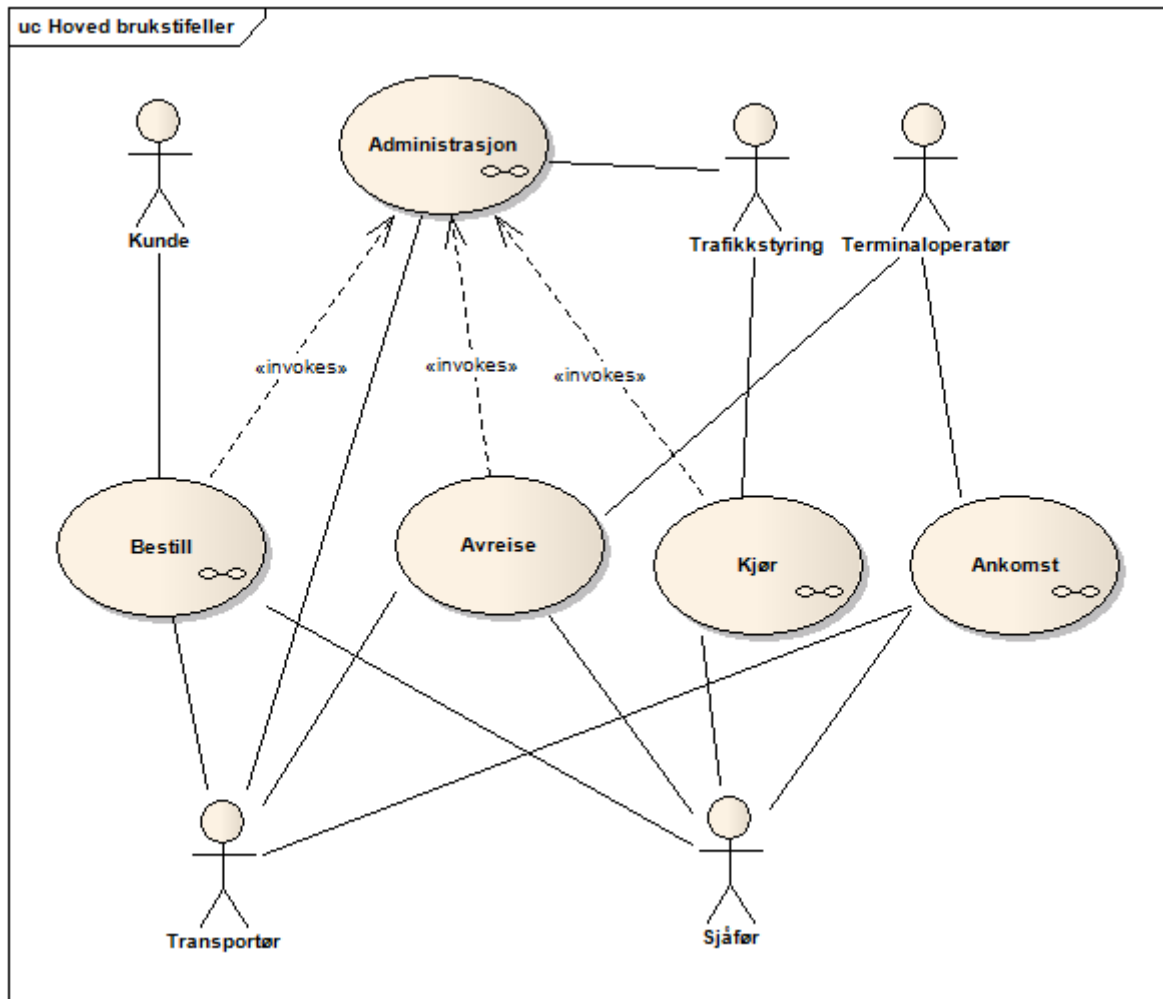 uc Hoved brukstifeller
Administrasjon
Kunde
Trafikkstyring
Terminaloperatør
«invokes»
«invokes»
«invokes»
Bestill
Avreise
Kjør
Ankomst
Transportør
Sjåfør